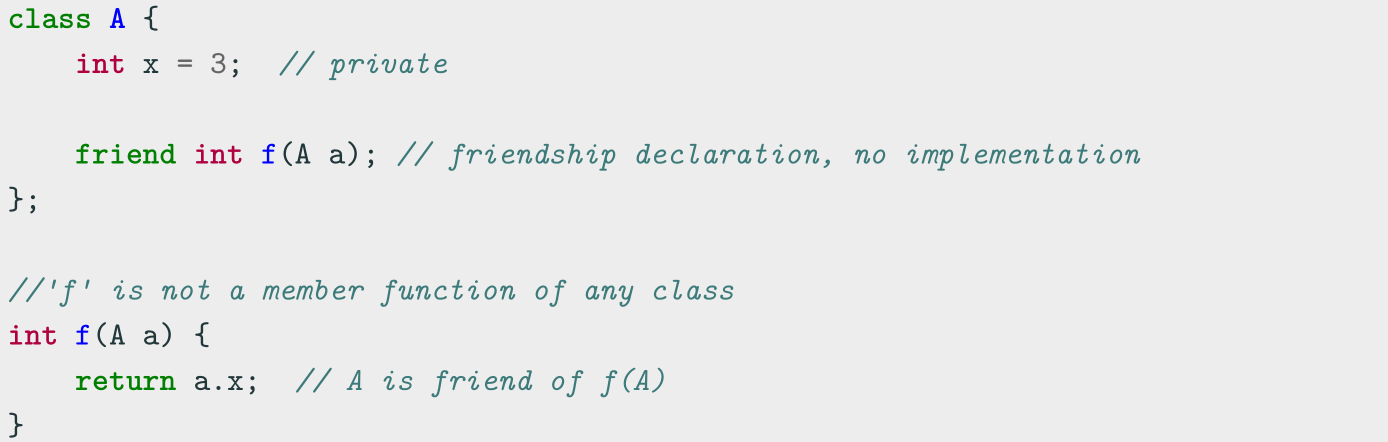 class A {
    int x = 3;  // private

    friend int f(A a); // friendship declaration, no implementation
};

//'f' is not a member function of any class
int f(A a) {
    return a.x;  // A is friend of f(A)
}